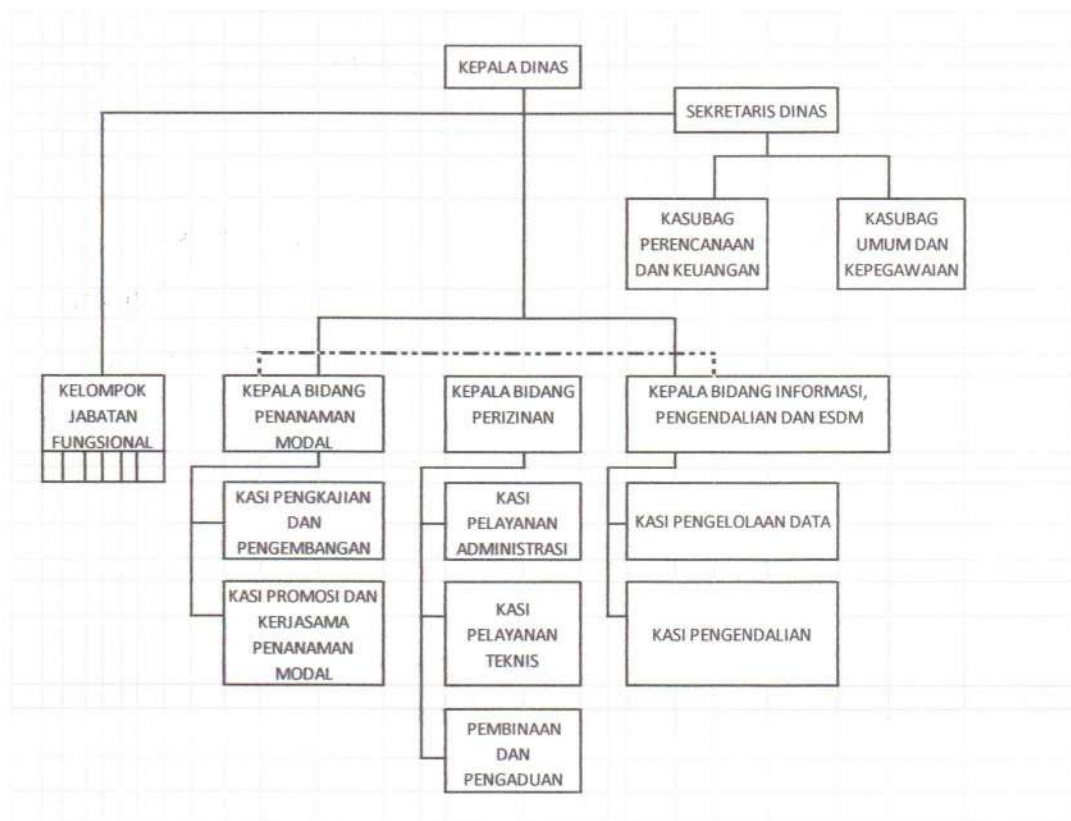 KEPALA DINAS
SEKRETARIS DINAS
KASUBAG
PERENCANAAN
DAN KEUANGAN
KASUBAG
UMUM DAN
KEPEGAWAIAN
KELOMPOK
JABATAN
FUNGSIONAL
KEPALA BIDANG
PENANAMAN
MODAL
KEPALA BIDANG
PERIZINAN
KEPALA BIDANG INFORMASI,
PENGENDALIAN DAN ESDM
KASI PENGKAJIAN
DAN
PENGEMBANGAN
KASI PROMOSI DAN
KERJASAMA
PENANAMAN
MODAL
KASI
PELAYANAN
ADMINISTRASI
KASI
PELAYANAN
TEKNIS
PEMBINAAN
DAN
PENGADUAN
KASI PENGELOLAAN DATA
KASI PENGENDALIAN